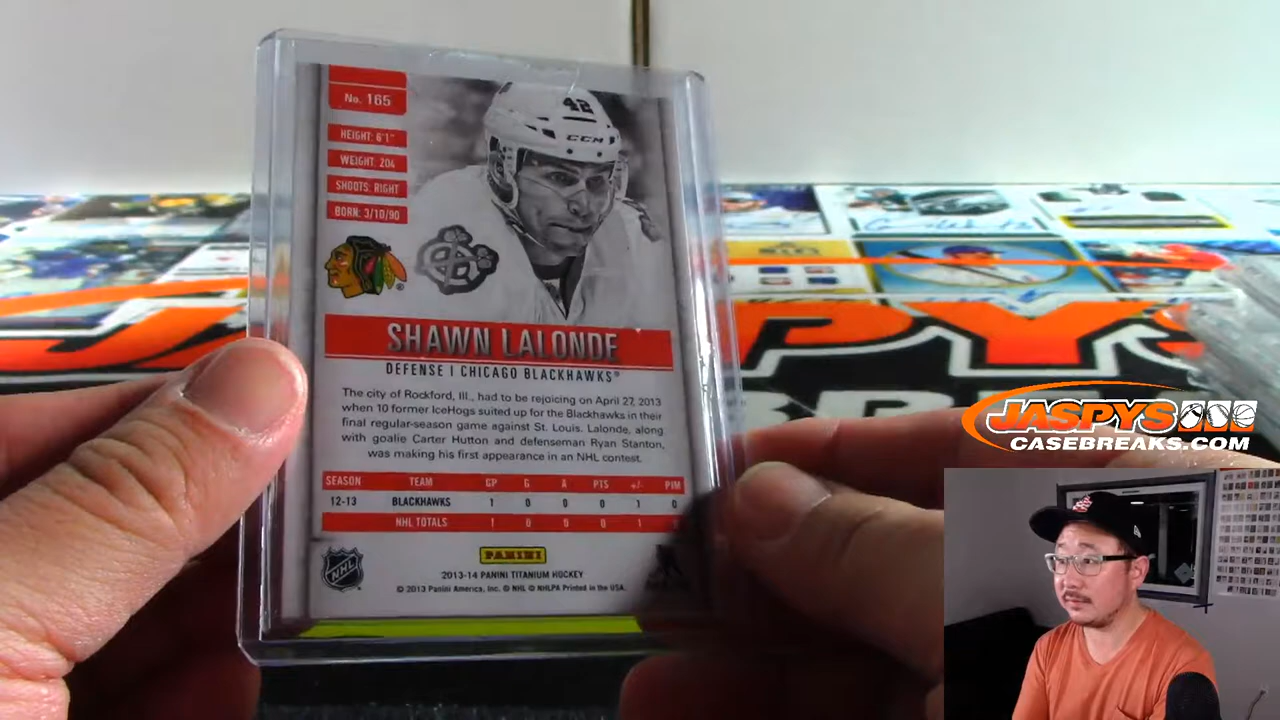 No. 165
HEIGHT: 6'1"
WEIGHT: 204
SHOOTS: RIGHT
BORN: 3/10/90
42
CCM
SHAWN LALONDE
DEFENSE | CHICAGO BLACKHAWKS®
The city of Rockford, Ill., had to be rejoicing on April 27, 2013
when 10 former IceHogs suited up for the Blackhawks in their
final regular-season game against St. Louis. Lalonde, along
with goalie Carter Hutton and defenseman Ryan Stanton,
was making his first appearance in an NHL contest.
SEASON TEAM GP G A PTS +/- PIM
12-13 BLACKHAWKS 1 0 0 0 1 0
NHL TOTALS 1 0 0 0 1
NHL
PANINI
2013-14 PANINI TITANIUM HOCKEY
© 2013 Panini America, Inc. © NHL © NHLPA Printed in the USA.
JASPYS
CASEBREAKS.COM